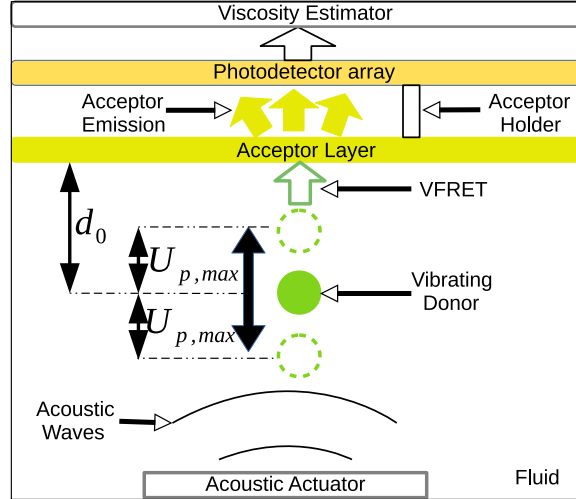 Viscosity Estimator
Photodetector array
Acceptor
Emission
Acceptor
Holder
Acceptor Layer
VFRET
d0
Up,max
Vibrating
Donor
Up,max
Acoustic
Waves
Acoustic Actuator
Fluid